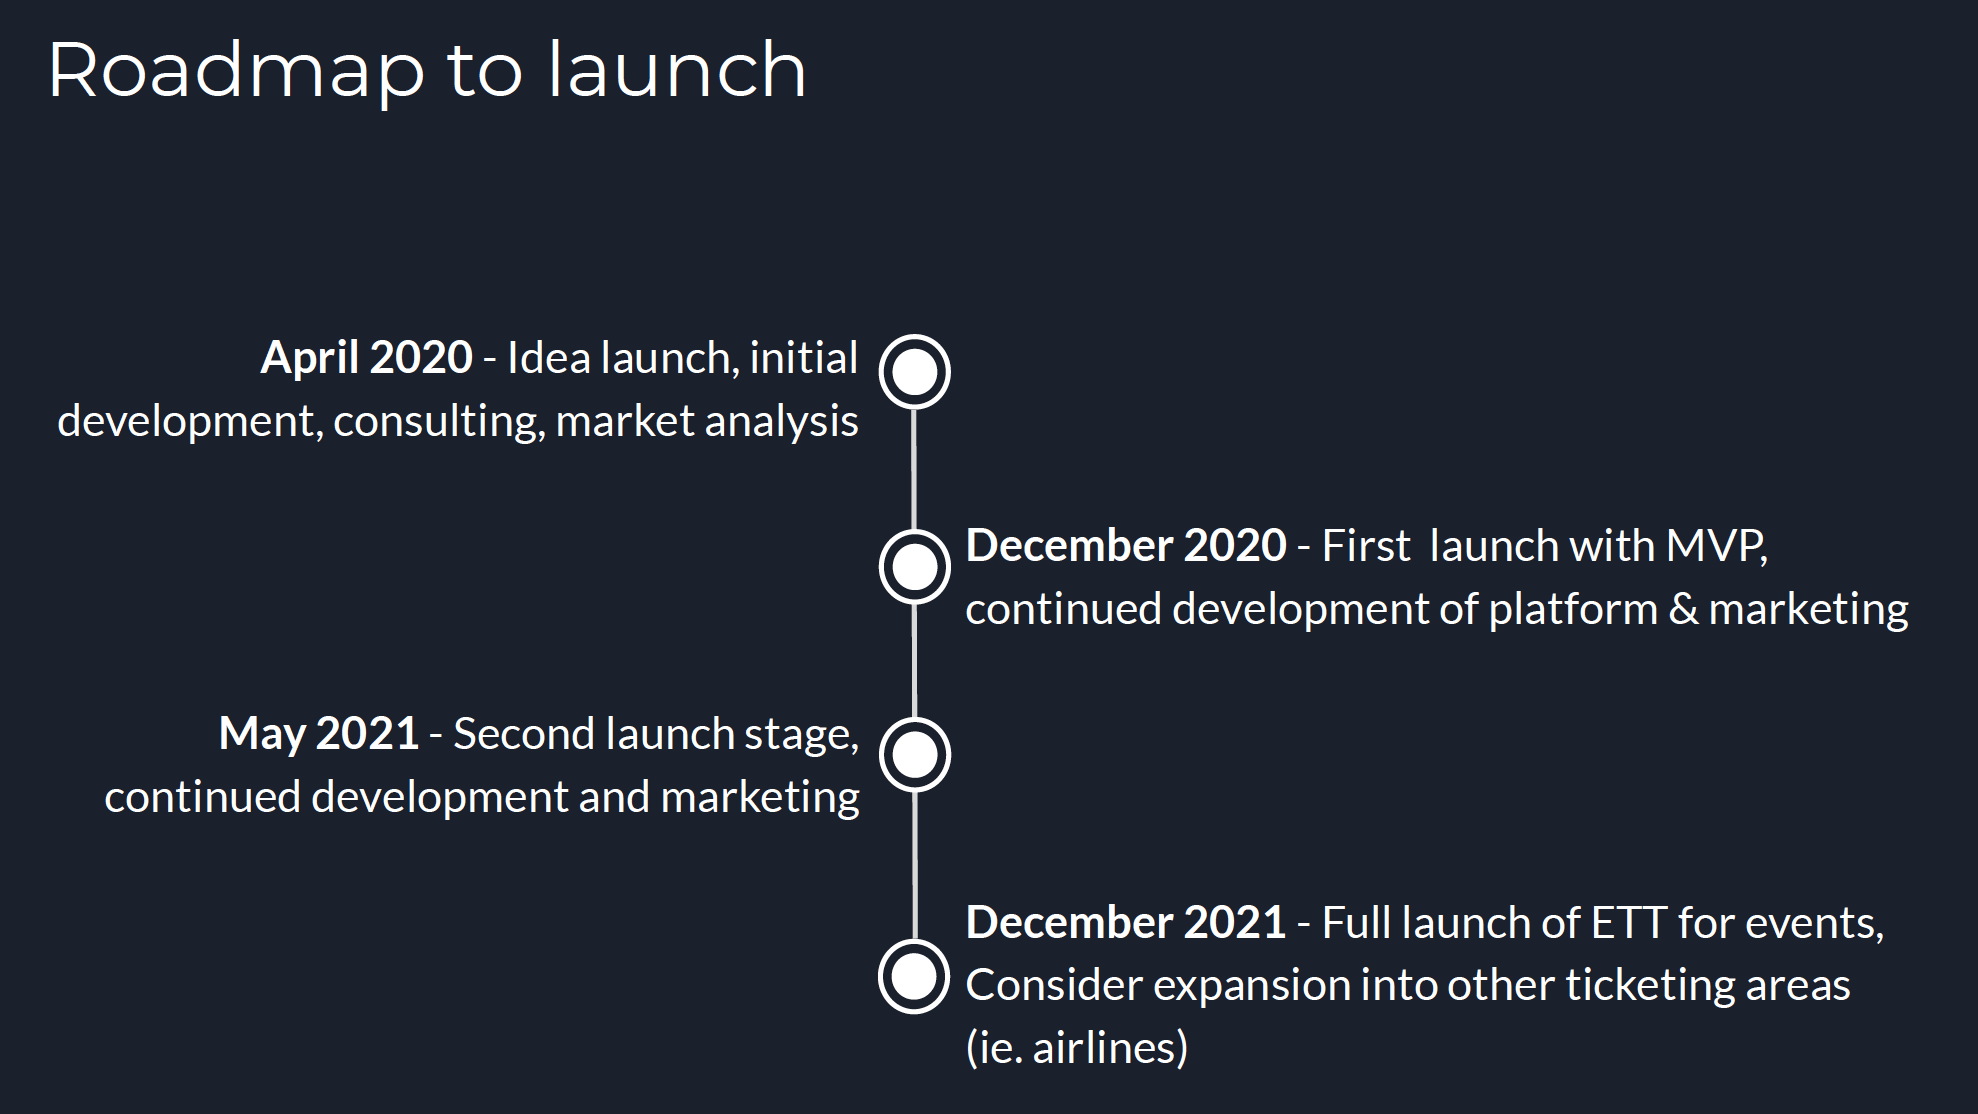 Roadmap to launch
April 2020 - Idea launch, initial
development, consulting, market analysis
December 2020 - First  launch with MVP,
continued development of platform & marketing
May 2021 - Second launch stage,
continued development and marketing
December 2021 - Full launch of ETT for events,
Consider expansion into other ticketing areas
(ie. airlines)